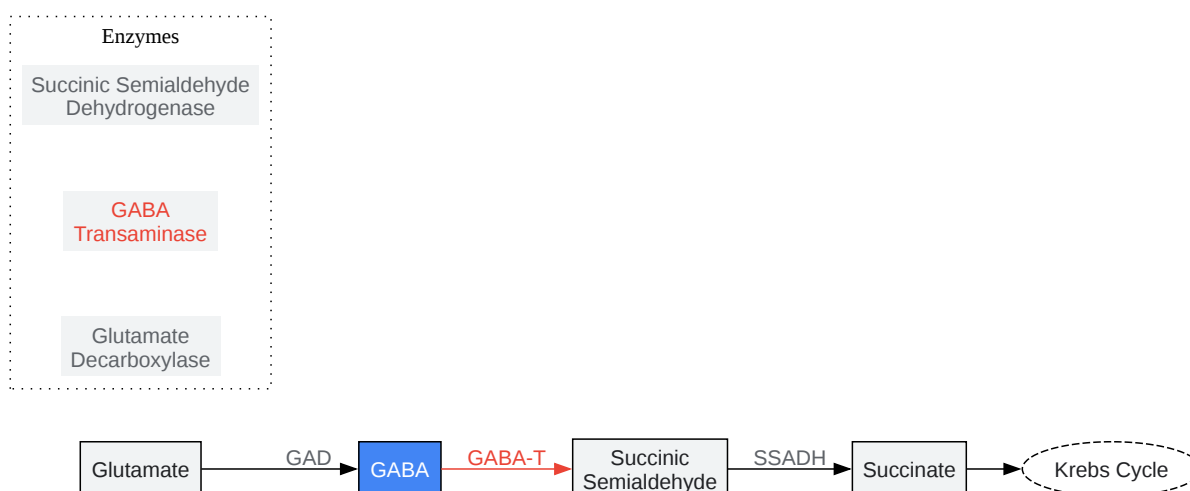 Enzymes
Succinic Semialdehyde
Dehydrogenase
GABA
Transaminase
Glutamate
Decarboxylase
Glutamate
GAD
GABA
GABA-T
Succinic
Semialdehyde
SSADH
Succinate
Krebs Cycle